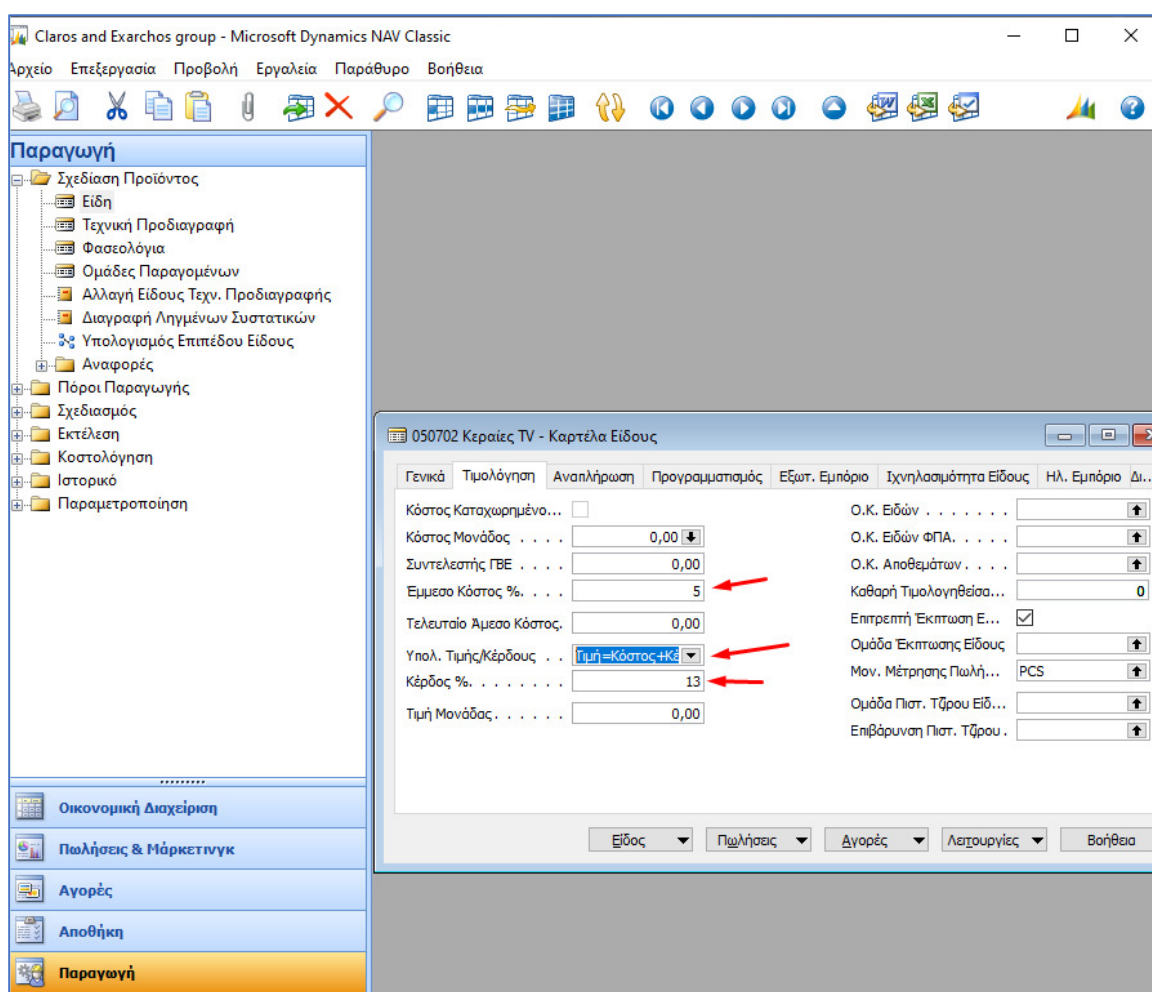 Claros and Exarchos group - Microsoft Dynamics NAV Classic
Αρχείο Επεξεργασία Προβολή Εργαλεία Παράθυρο Βοήθεια
Παραγωγή
Σχεδίαση Προϊόντος
Είδη
Τεχνική Προδιαγραφή
Φασεολόγια
Ομάδες Παραγομένων
Αλλαγή Είδους Τεχν. Προδιαγραφής
Διαγραφή Ληγμένων Συστατικών
Υπολογισμός Επιπέδου Είδους
Αναφορές
Πόροι Παραγωγής
Σχεδιασμός
Εκτέλεση
Κοστολόγηση
Ιστορικό
Παραμετροποίηση
Οικονομική Διαχείριση
Πωλήσεις & Μάρκετινγκ
Αγορές
Αποθήκη
Παραγωγή
050702 Κεραίες TV - Καρτέλα Είδους
Γενικά Τιμολόγηση Αναπλήρωση Προγραμματισμός Εξωτ. Εμπόριο Ιχνηλασιμότητα Είδους Ηλ. Εμπόριο Δι...
Κόστος Καταχωρημένο...
Κόστος Μονάδος . . . . 0,00
Συντελεστής ΓΒΕ . . . . 0,00
Έμμεσο Κόστος %. . . . 5
Τελευταίο Άμεσο Κόστος. 0,00
Υπολ. Τιμής/Κέρδους . . Τιμή=Κόστος+Κέ
Κέρδος %. . . . . . . . 13
Τιμή Μονάδας . . . . . . 0,00
Ο.Κ. Ειδών . . . . . . .
Ο.Κ. Ειδών ΦΠΑ. . . . .
Ο.Κ. Αποθεμάτων . . . .
Καθαρή Τιμολογηθείσα... 0
Επιτρεπτή Έκπτωση Ε...
Ομάδα Έκπτωσης Είδους
Μον. Μέτρησης Πωλή... PCS
Ομάδα Πιστ. Τζίρου Είδ...
Επιβάρυνση Πιστ. Τζίρου .
Είδος Πωλήσεις Αγορές Λειτουργίες Βοήθεια